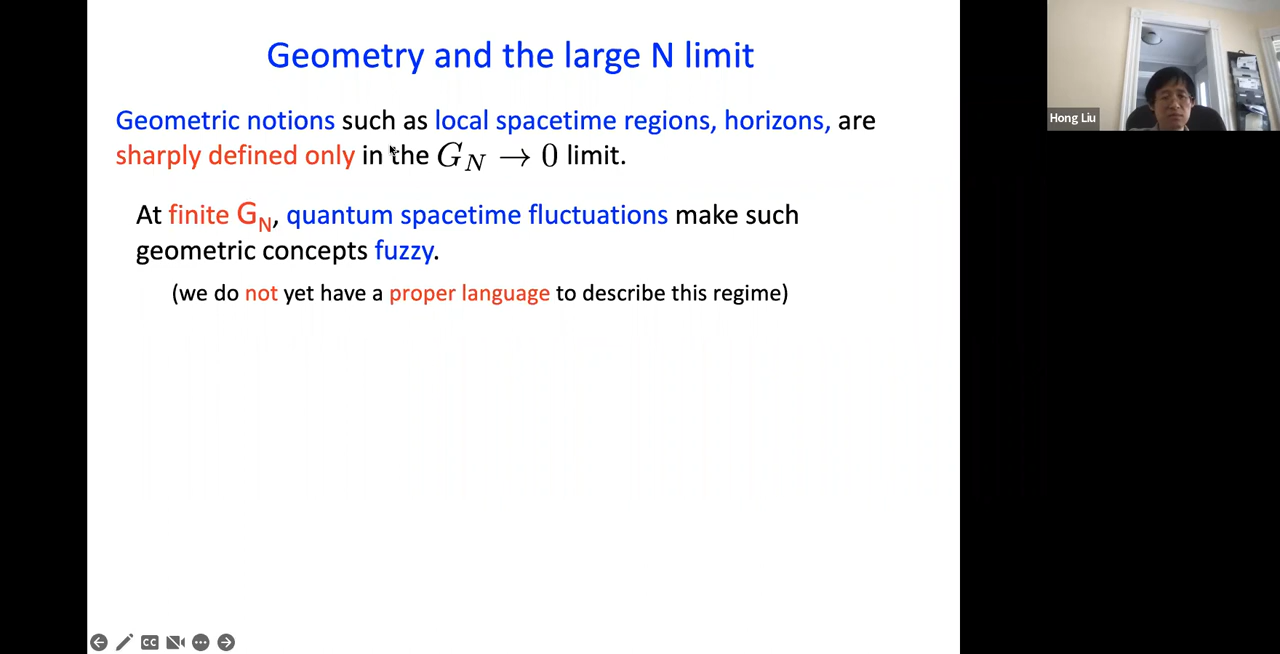 Geometry and the large N limit
Geometric notions such as local spacetime regions, horizons, are
sharply defined only in the G_N → 0 limit.
At finite G_N, quantum spacetime fluctuations make such
geometric concepts fuzzy.
(we do not yet have a proper language to describe this regime)
Hong Liu
CC